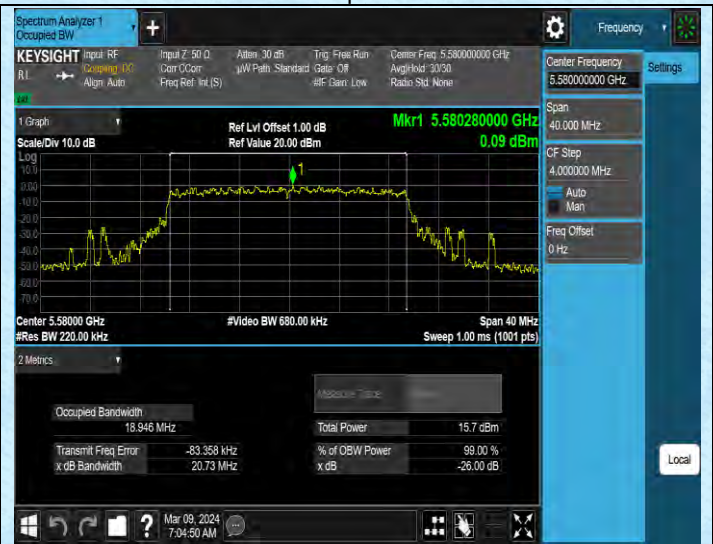 Spectrum Analyzer 1
Occupied BW
Frequency
KEYSIGHT
Input: RF
Coupling: DC
Align: Auto
Input Z: 50 Ω
Corr CCorr
Freq Ref: Int (S)
Atten: 30 dB
µW Path: Standard
Trig: Free Run
Gate: Off
#IF Gain: Low
Center Freq: 5.580000000 GHz
Avg|Hold: 30/30
Radio Std: None
Center Frequency
5.580000000 GHz
Settings
Span
40.000 MHz
CF Step
4.000000 MHz
Auto
Man
Freq Offset
0 Hz
1 Graph
Scale/Div 10.0 dB
Ref Lvl Offset 1.00 dB
Ref Value 20.00 dBm
Mkr1 5.580280000 GHz
0.09 dBm
Log
10.0
0.00
-10.0
-20.0
-30.0
-40.0
-50.0
-60.0
-70.0
1
Center 5.58000 GHz
#Res BW 220.00 kHz
#Video BW 680.00 kHz
Span 40 MHz
Sweep 1.00 ms (1001 pts)
2 Metrics
Measure Trace
Occupied Bandwidth
18.946 MHz
Total Power 15.7 dBm
Transmit Freq Error -83.358 kHz
% of OBW Power 99.00 %
x dB Bandwidth 20.73 MHz
x dB -26.00 dB
Local
Mar 09, 2024
7:04:50 AM